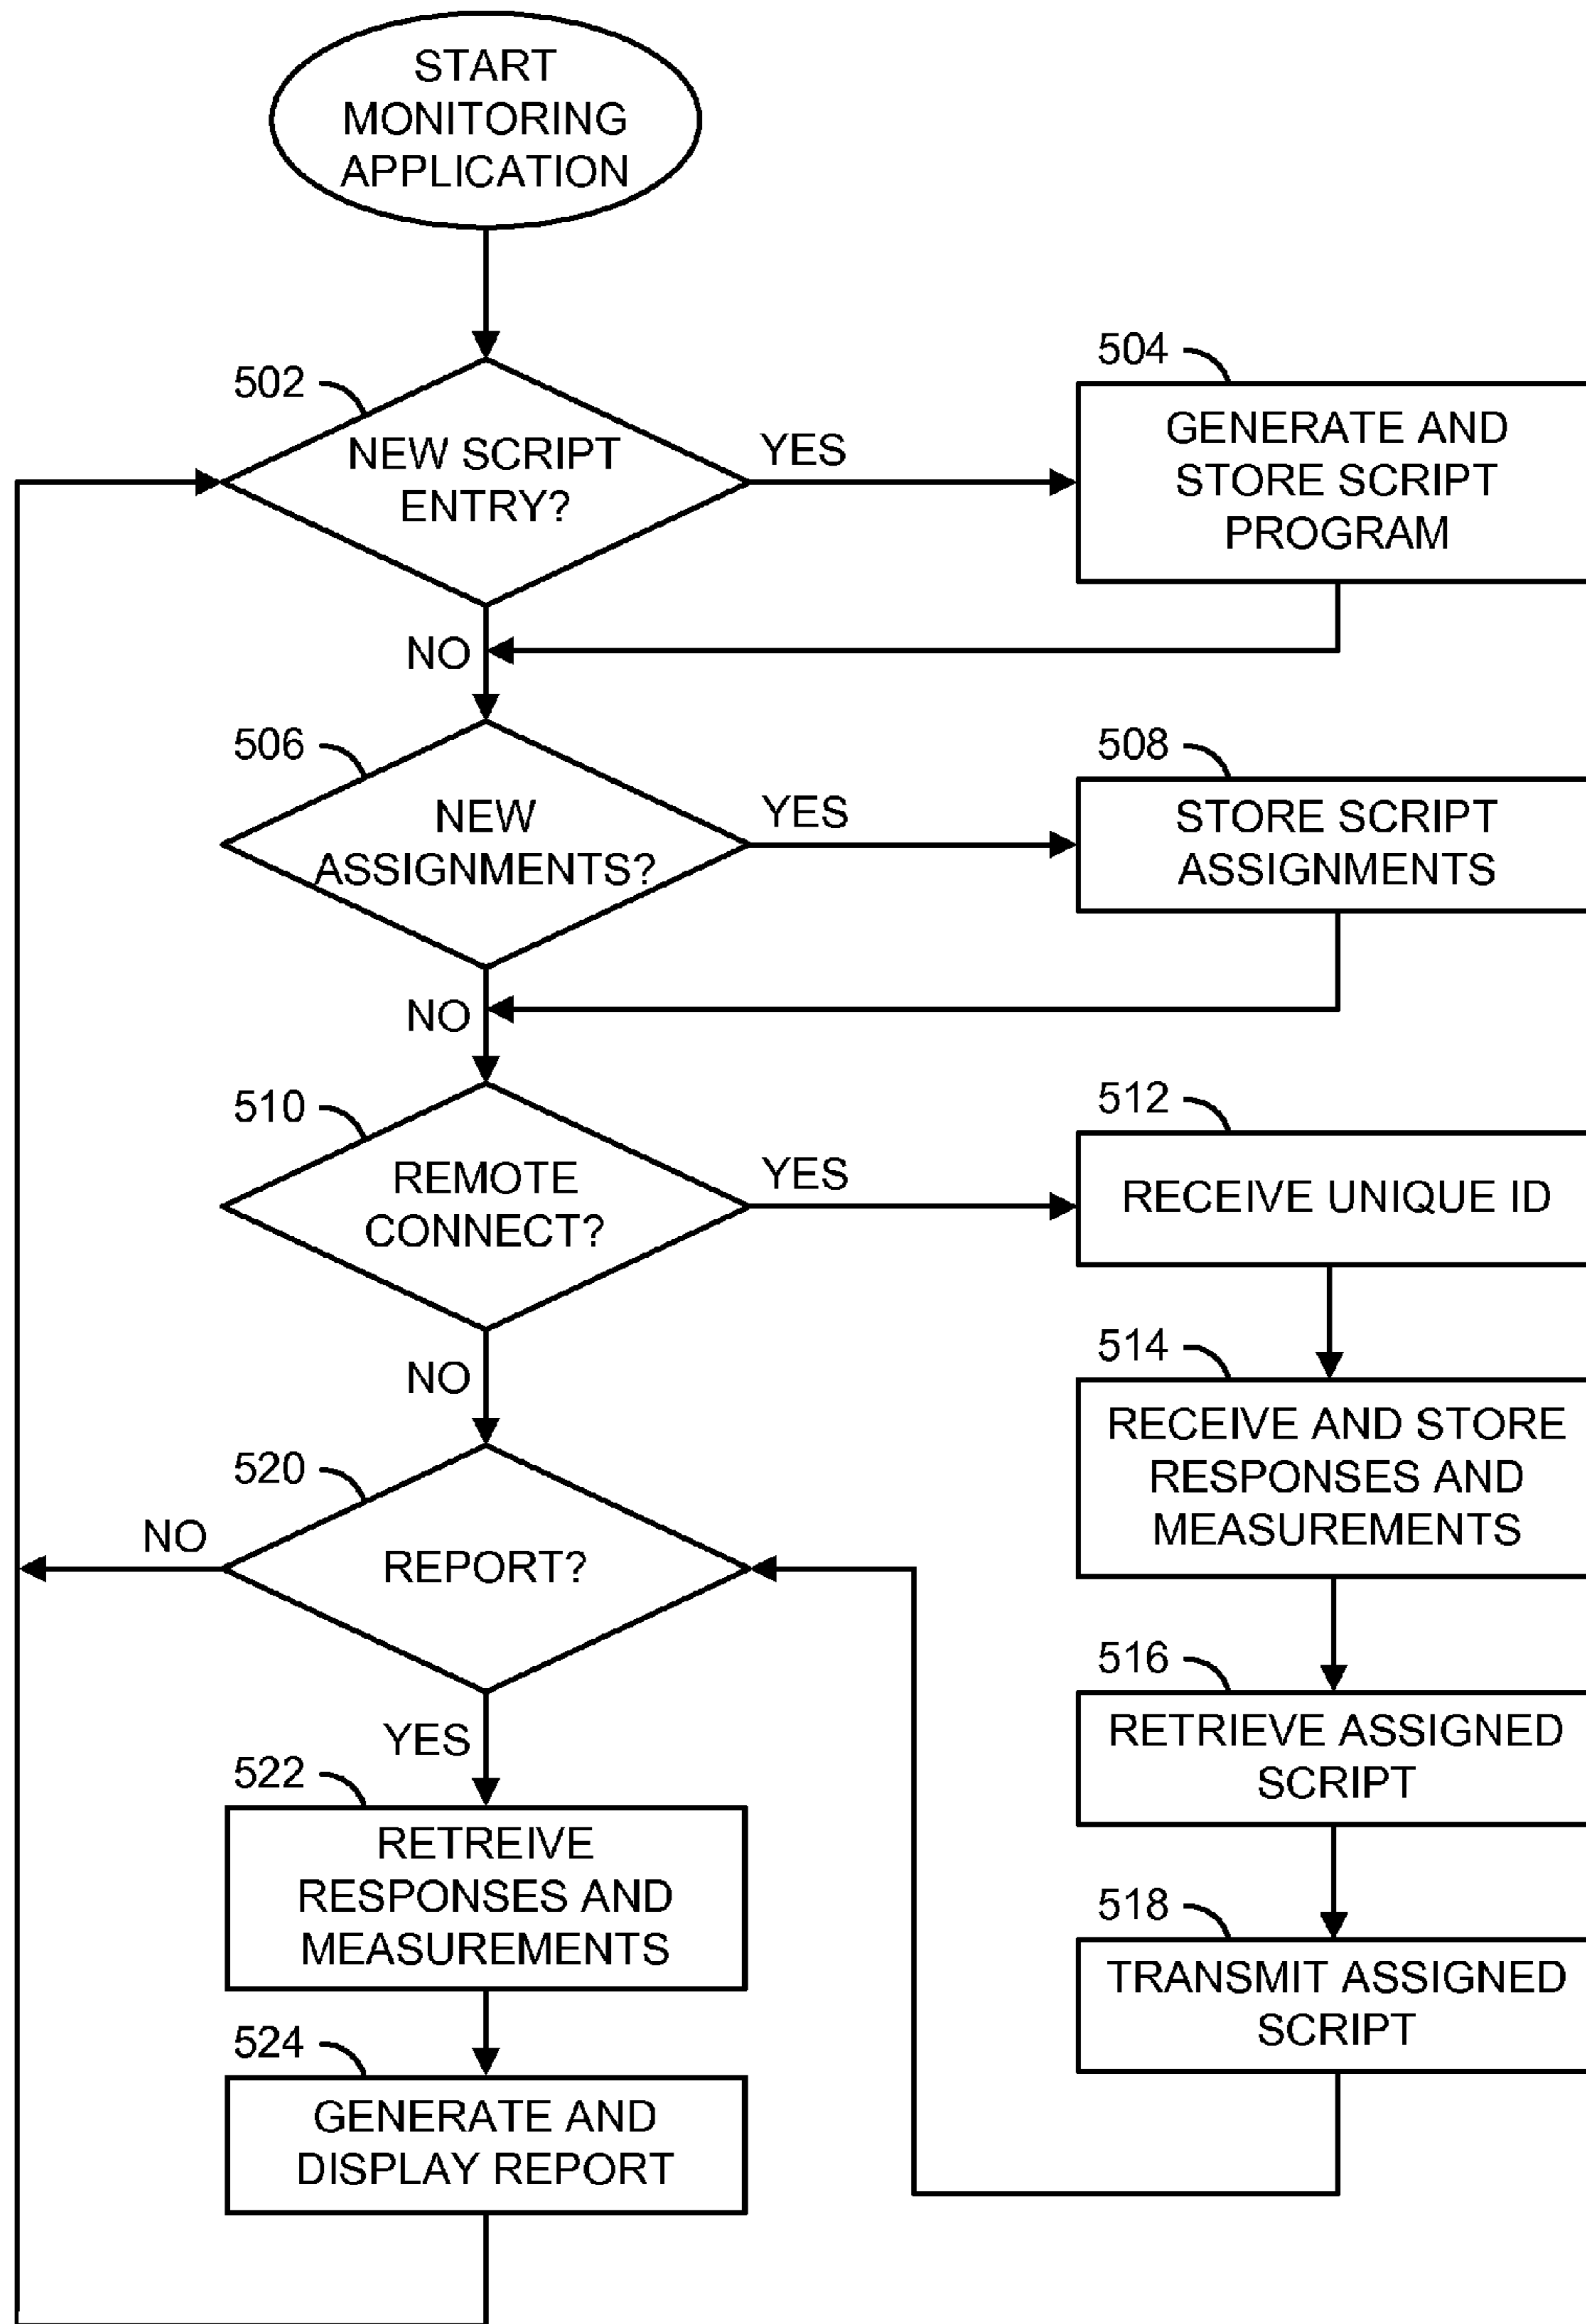 START
MONITORING
APPLICATION
502
NEW SCRIPT
ENTRY?
YES
504
GENERATE AND
STORE SCRIPT
PROGRAM
NO
506
NEW
ASSIGNMENTS?
YES
508
STORE SCRIPT
ASSIGNMENTS
NO
510
REMOTE
CONNECT?
YES
512
RECEIVE UNIQUE ID
NO
514
RECEIVE AND STORE
RESPONSES AND
MEASUREMENTS
520
REPORT?
NO
YES
516
RETRIEVE ASSIGNED
SCRIPT
518
TRANSMIT ASSIGNED
SCRIPT
522
RETREIVE
RESPONSES AND
MEASUREMENTS
524
GENERATE AND
DISPLAY REPORT